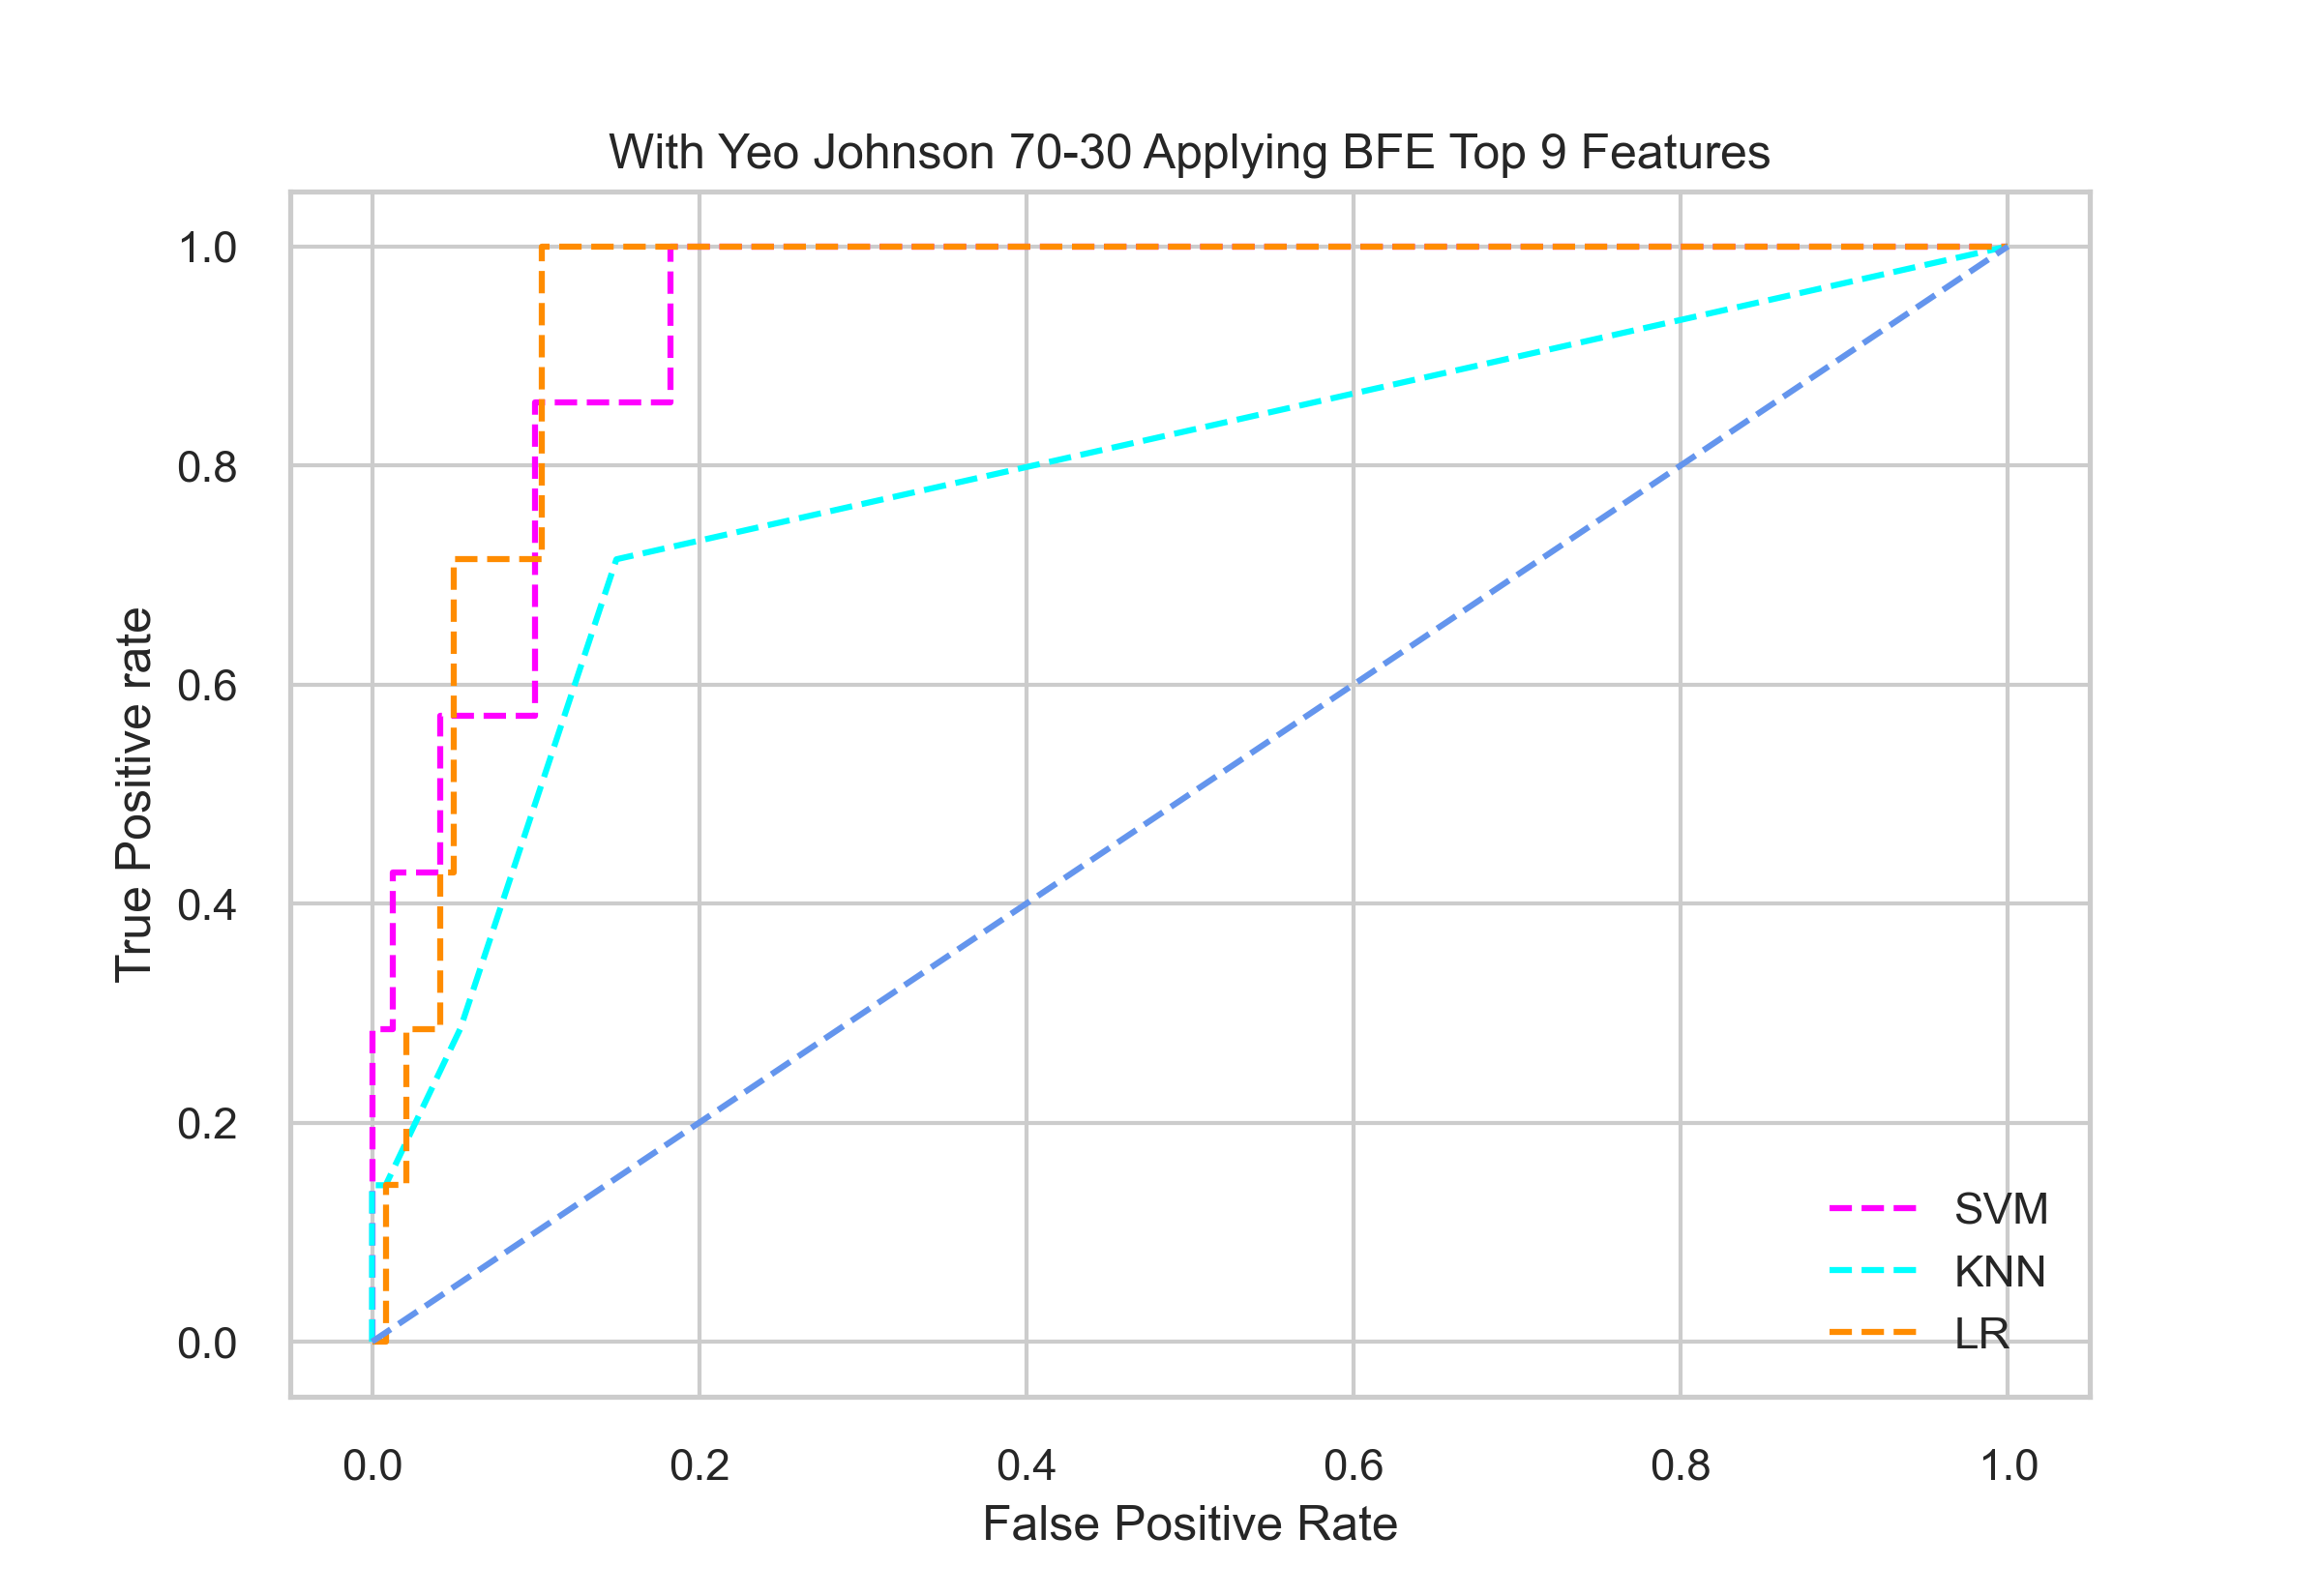 With Yeo Johnson 70-30 Applying BFE Top 9 Features
True Positive rate
1.0
0.8
0.6
0.4
0.2
0.0
SVM
KNN
LR
0.0 0.2 0.4 0.6 0.8 1.0
False Positive Rate